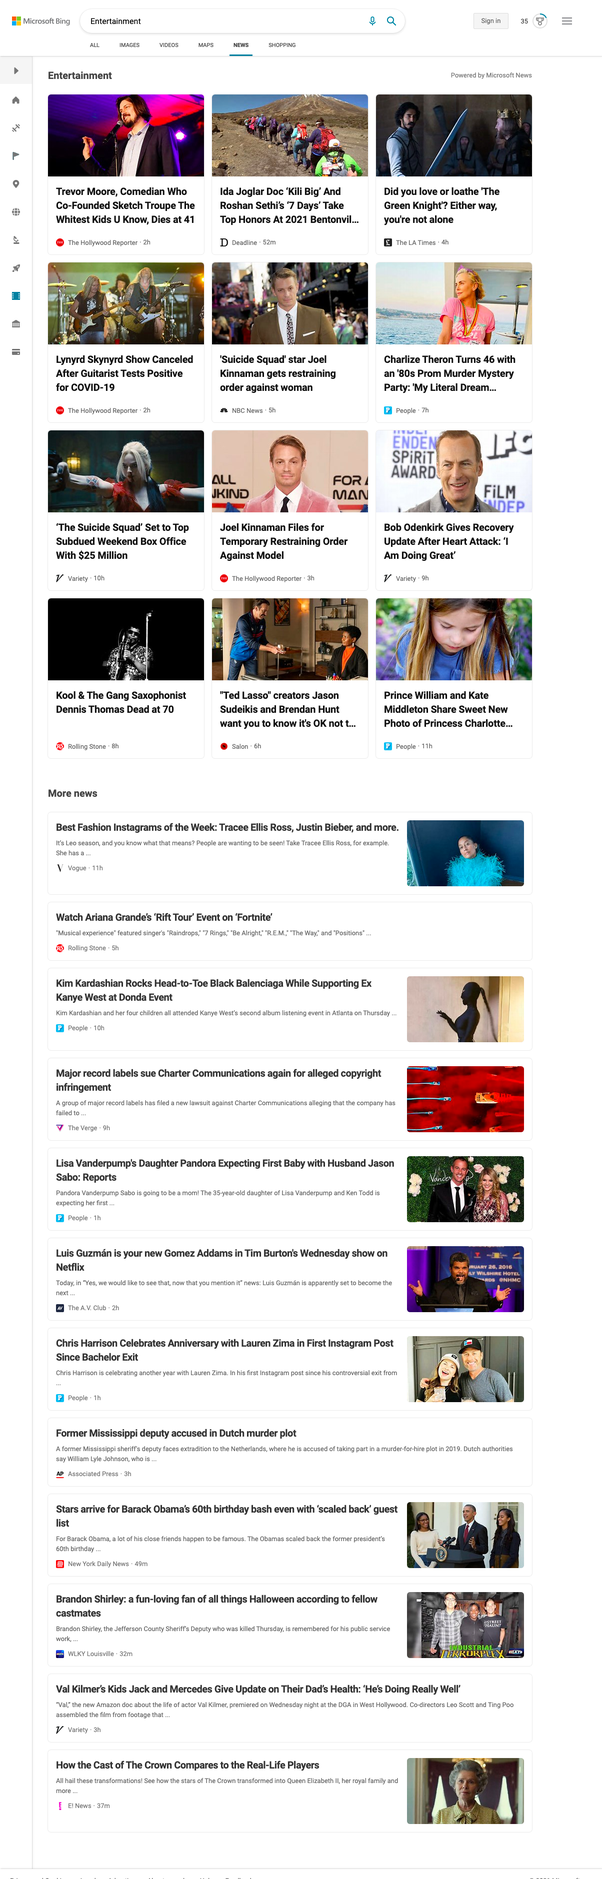 Microsoft Bing
Entertainment
Sign in
35
ALL
IMAGES
VIDEOS
MAPS
NEWS
SHOPPING
Entertainment
Powered by Microsoft News
Trevor Moore, Comedian Who
Co-Founded Sketch Troupe The
Whitest Kids U Know, Dies at 41
The Hollywood Reporter · 2h
Ida Joglar Doc ‘Kili Big’ And
Roshan Sethi’s ‘7 Days’ Take
Top Honors At 2021 Bentonvil...
Deadline · 52m
Did you love or loathe 'The
Green Knight'? Either way,
you're not alone
The LA Times · 4h
Lynyrd Skynyrd Show Canceled
After Guitarist Tests Positive
for COVID-19
The Hollywood Reporter · 2h
'Suicide Squad' star Joel
Kinnaman gets restraining
order against woman
NBC News · 5h
Charlize Theron Turns 46 with
an '80s Prom Murder Mystery
Party: 'My Literal Dream...
People · 7h
‘The Suicide Squad’ Set to Top
Subdued Weekend Box Office
With $25 Million
Variety · 10h
ALL
KIND
FOR A
MAN
Joel Kinnaman Files for
Temporary Restraining Order
Against Model
The Hollywood Reporter · 3h
SPIRIT
AWARD
FiLM
INDEP
Bob Odenkirk Gives Recovery
Update After Heart Attack: ‘I
Am Doing Great’
Variety · 9h
Kool & The Gang Saxophonist
Dennis Thomas Dead at 70
Rolling Stone · 8h
"Ted Lasso" creators Jason
Sudeikis and Brendan Hunt
want you to know it's OK not t...
Salon · 6h
Prince William and Kate
Middleton Share Sweet New
Photo of Princess Charlotte...
People · 11h
More news
Best Fashion Instagrams of the Week: Tracee Ellis Ross, Justin Bieber, and more.
It's Leo season, and you know what that means? People are wanting to be seen! Take Tracee Ellis Ross, for example.
She has a ...
Vogue · 11h
Watch Ariana Grande’s ‘Rift Tour’ Event on ‘Fortnite’
"Musical experience" featured singer's "Raindrops," "7 Rings," "Be Alright," "R.E.M.," "The Way," and "Positions" ...
Rolling Stone · 5h
Kim Kardashian Rocks Head-to-Toe Black Balenciaga While Supporting Ex
Kanye West at Donda Event
Kim Kardashian and her four children all attended Kanye West's second album listening event in Atlanta on Thursday ...
People · 10h
Major record labels sue Charter Communications again for alleged copyright
infringement
A group of major record labels has filed a new lawsuit against Charter Communications alleging that the company has
failed to ...
The Verge · 9h
Lisa Vanderpump's Daughter Pandora Expecting First Baby with Husband Jason
Sabo: Reports
Pandora Vanderpump Sabo is going to be a mom! The 35-year-old daughter of Lisa Vanderpump and Ken Todd is
expecting her first ...
People · 1h
Luis Guzmán is your new Gomez Addams in Tim Burton's Wednesday show on
Netflix
Today, in "Yes, we would like to see that, now that you mention it" news: Luis Guzmán is apparently set to become the
next ...
The A.V. Club · 2h
Chris Harrison Celebrates Anniversary with Lauren Zima in First Instagram Post
Since Bachelor Exit
Chris Harrison is celebrating another year with Lauren Zima. In his first Instagram post since his controversial exit from
...
People · 1h
Former Mississippi deputy accused in Dutch murder plot
A former Mississippi sheriff's deputy faces extradition to the Netherlands, where he is accused of taking part in a murder-for-hire plot in 2019. Dutch authorities
say William Lyle Johnson, who is ...
Associated Press · 3h
Stars arrive for Barack Obama’s 60th birthday bash even with ‘scaled back’ guest
list
For Barack Obama, a lot of his close friends happen to be famous. The Obamas scaled back the former president's
60th birthday ...
New York Daily News · 49m
Brandon Shirley: a fun-loving fan of all things Halloween according to fellow
castmates
Brandon Shirley, the Jefferson County Sheriff's Deputy who was killed Thursday, is remembered for his public service
work, ...
WLKY Louisville · 32m
Val Kilmer’s Kids Jack and Mercedes Give Update on Their Dad’s Health: ‘He’s Doing Really Well’
"Val," the new Amazon doc about the life of actor Val Kilmer, premiered on Wednesday night at the DGA in West Hollywood. Co-directors Leo Scott and Ting Poo
assembled the film from footage that ...
Variety · 3h
How the Cast of The Crown Compares to the Real-Life Players
All hail these transformations! See how the stars of The Crown transformed into Queen Elizabeth II, her royal family and
more ...
E! News · 37m